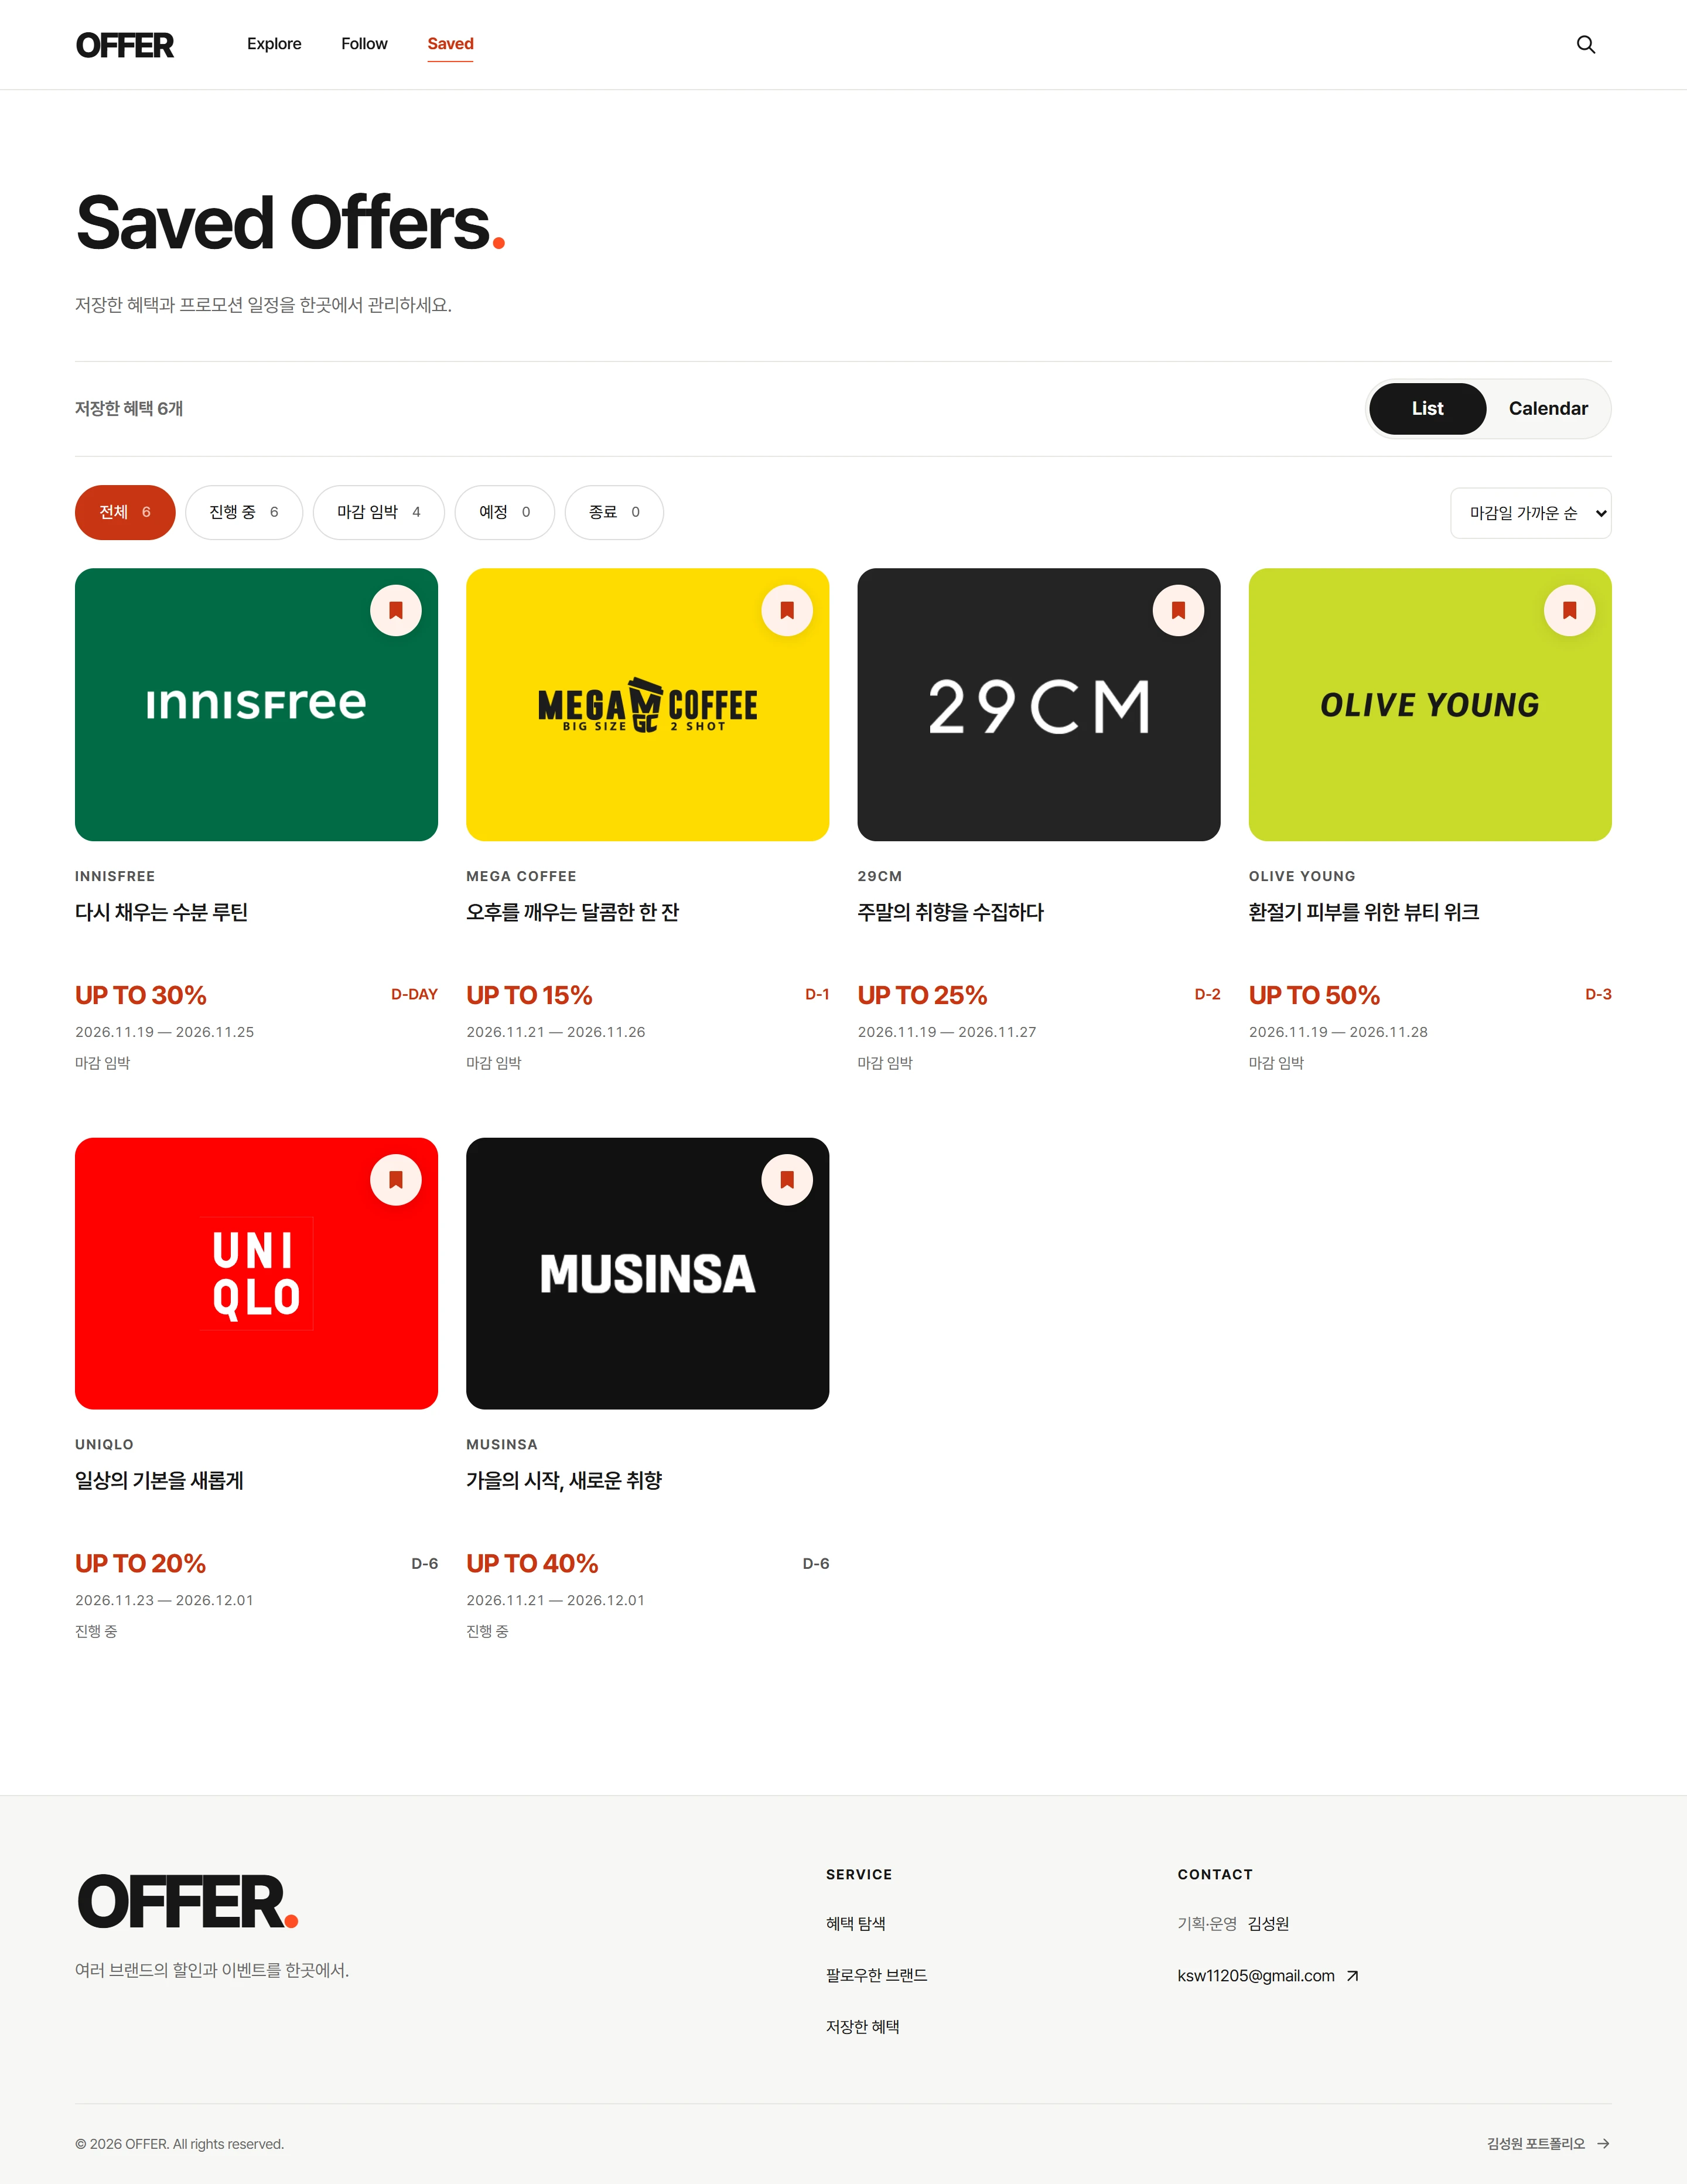 OFFER
Explore
Follow
Saved
Saved Offers.
저장한 혜택과 프로모션 일정을 한곳에서 관리하세요.
저장한 혜택 6개
List
Calendar
전체 6
진행 중 6
마감 임박 4
예정 0
종료 0
마감일 가까운 순
innisfree
MEGA MGC COFFEE
BIG SIZE 2 SHOT
29CM
OLIVE YOUNG
INNISFREE
다시 채우는 수분 루틴
UP TO 30%
D-DAY
2026.11.19 — 2026.11.25
마감 임박
MEGA COFFEE
오후를 깨우는 달콤한 한 잔
UP TO 15%
D-1
2026.11.21 — 2026.11.26
마감 임박
29CM
주말의 취향을 수집하다
UP TO 25%
D-2
2026.11.19 — 2026.11.27
마감 임박
OLIVE YOUNG
환절기 피부를 위한 뷰티 위크
UP TO 50%
D-3
2026.11.19 — 2026.11.28
마감 임박
UNI
QLO
MUSINSA
UNIQLO
일상의 기본을 새롭게
UP TO 20%
D-6
2026.11.23 — 2026.12.01
진행 중
MUSINSA
가을의 시작, 새로운 취향
UP TO 40%
D-6
2026.11.21 — 2026.12.01
진행 중
OFFER.
여러 브랜드의 할인과 이벤트를 한곳에서.
SERVICE
혜택 탐색
팔로우한 브랜드
저장한 혜택
CONTACT
기획·운영 김성원
ksw11205@gmail.com
© 2026 OFFER. All rights reserved.
김성원 포트폴리오